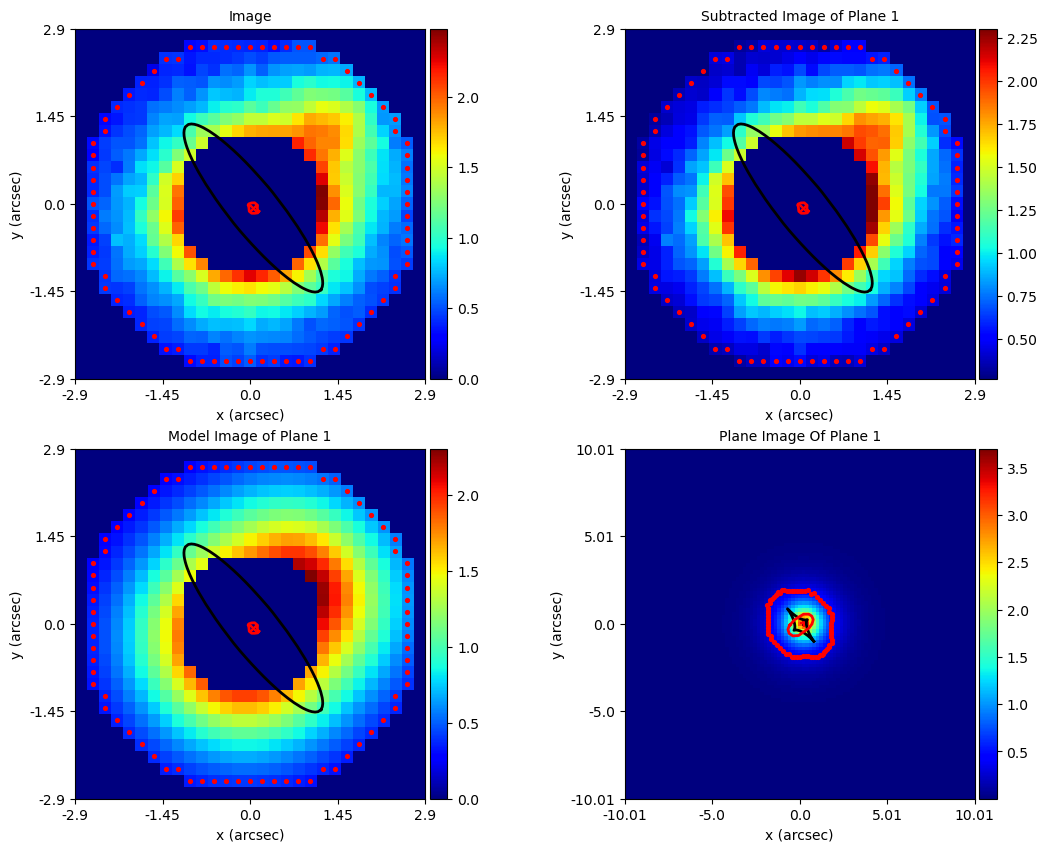 Image
Subtracted Image of Plane 1
2.9
1.45
0.0
-1.45
-2.9
y (arcsec)
-2.9 -1.45 0.0 1.45 2.9
x (arcsec)
2.0
1.5
1.0
0.5
0.0
2.9
1.45
0.0
-1.45
-2.9
y (arcsec)
-2.9 -1.45 0.0 1.45 2.9
x (arcsec)
2.25
2.00
1.75
1.50
1.25
1.00
0.75
0.50
Model Image of Plane 1
Plane Image Of Plane 1
2.9
1.45
0.0
-1.45
-2.9
y (arcsec)
-2.9 -1.45 0.0 1.45 2.9
x (arcsec)
2.0
1.5
1.0
0.5
0.0
10.01
5.01
0.0
-5.0
-10.01
y (arcsec)
-10.01 -5.0 0.0 5.01 10.01
x (arcsec)
3.5
3.0
2.5
2.0
1.5
1.0
0.5